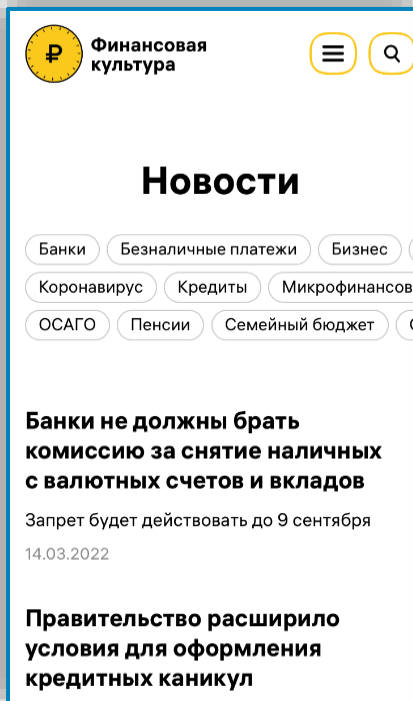 Финансовая
культура
Новости
Банки Безналичные платежи Бизнес
Коронавирус Кредиты Микрофинансов
ОСАГО Пенсии Семейный бюджет
Банки не должны брать
комиссию за снятие наличных
с валютных счетов и вкладов
Запрет будет действовать до 9 сентября
14.03.2022
Правительство расширило
условия для оформления
кредитных каникул